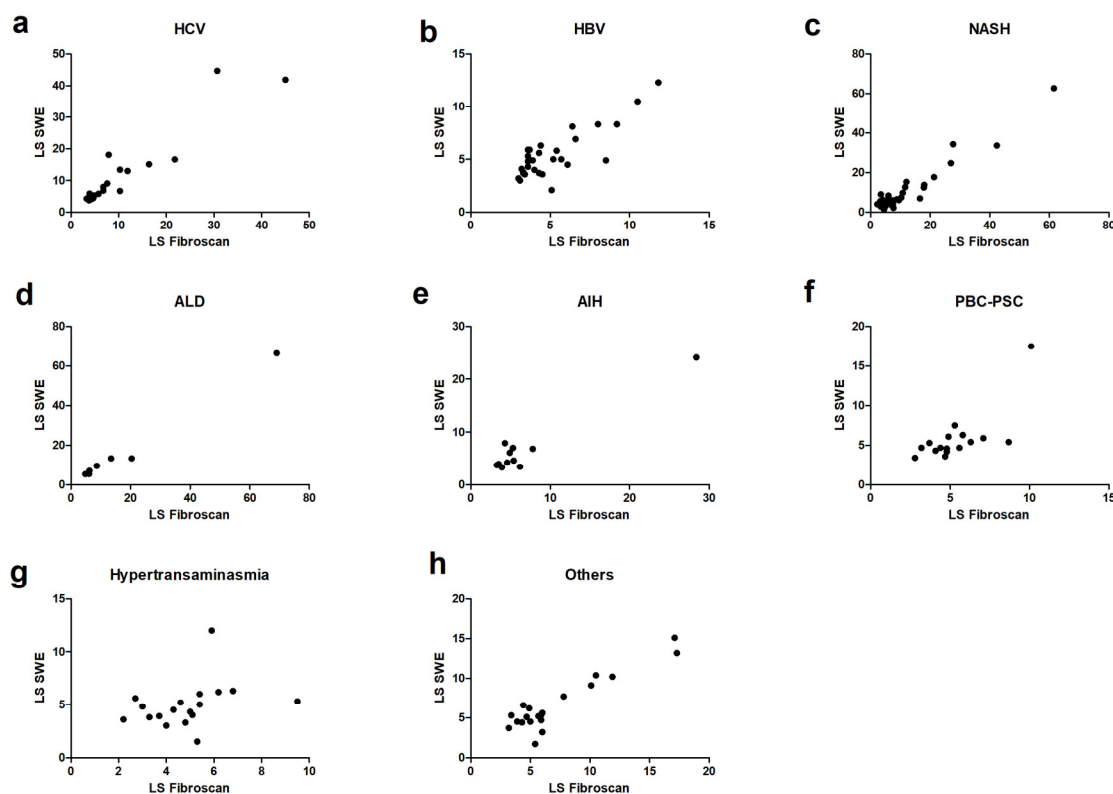 a
HCV
LS SWE
50
40
30
20
10
0
0 10 20 30 40 50
LS Fibroscan
b
HBV
LS SWE
15
10
5
0
0 5 10 15
LS Fibroscan
c
NASH
LS SWE
80
60
40
20
0
0 20 40 60 80
LS Fibroscan
d
ALD
LS SWE
80
60
40
20
0
0 20 40 60 80
LS Fibroscan
e
AIH
LS SWE
30
20
10
0
0 10 20 30
LS Fibroscan
f
PBC-PSC
LS SWE
20
15
10
5
0
0 5 10 15
LS Fibroscan
g
Hypertransaminasmia
LS SWE
15
10
5
0
0 2 4 6 8 10
LS Fibroscan
h
Others
LS SWE
20
15
10
5
0
0 5 10 15 20
LS Fibroscan